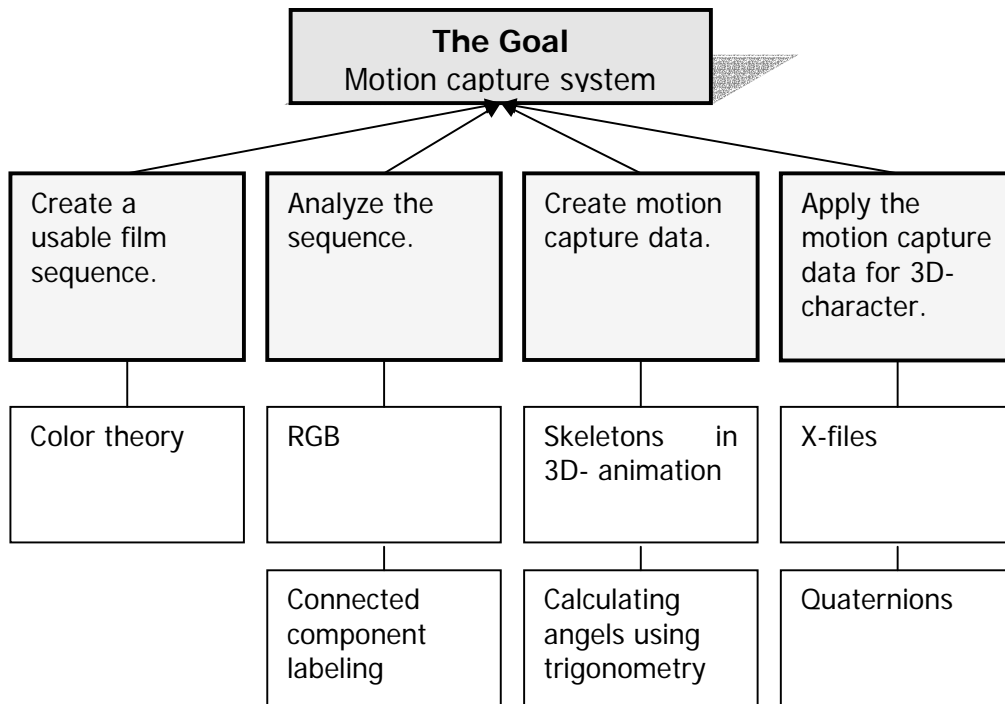 The Goal
Motion capture system
Create a
usable film
sequence.
Analyze the
sequence.
Create motion
capture data.
Apply the
motion capture
data for 3D-
character.
Color theory
RGB
Skeletons in
3D- animation
X-files
Connected
component
labeling
Calculating
angels using
trigonometry
Quaternions